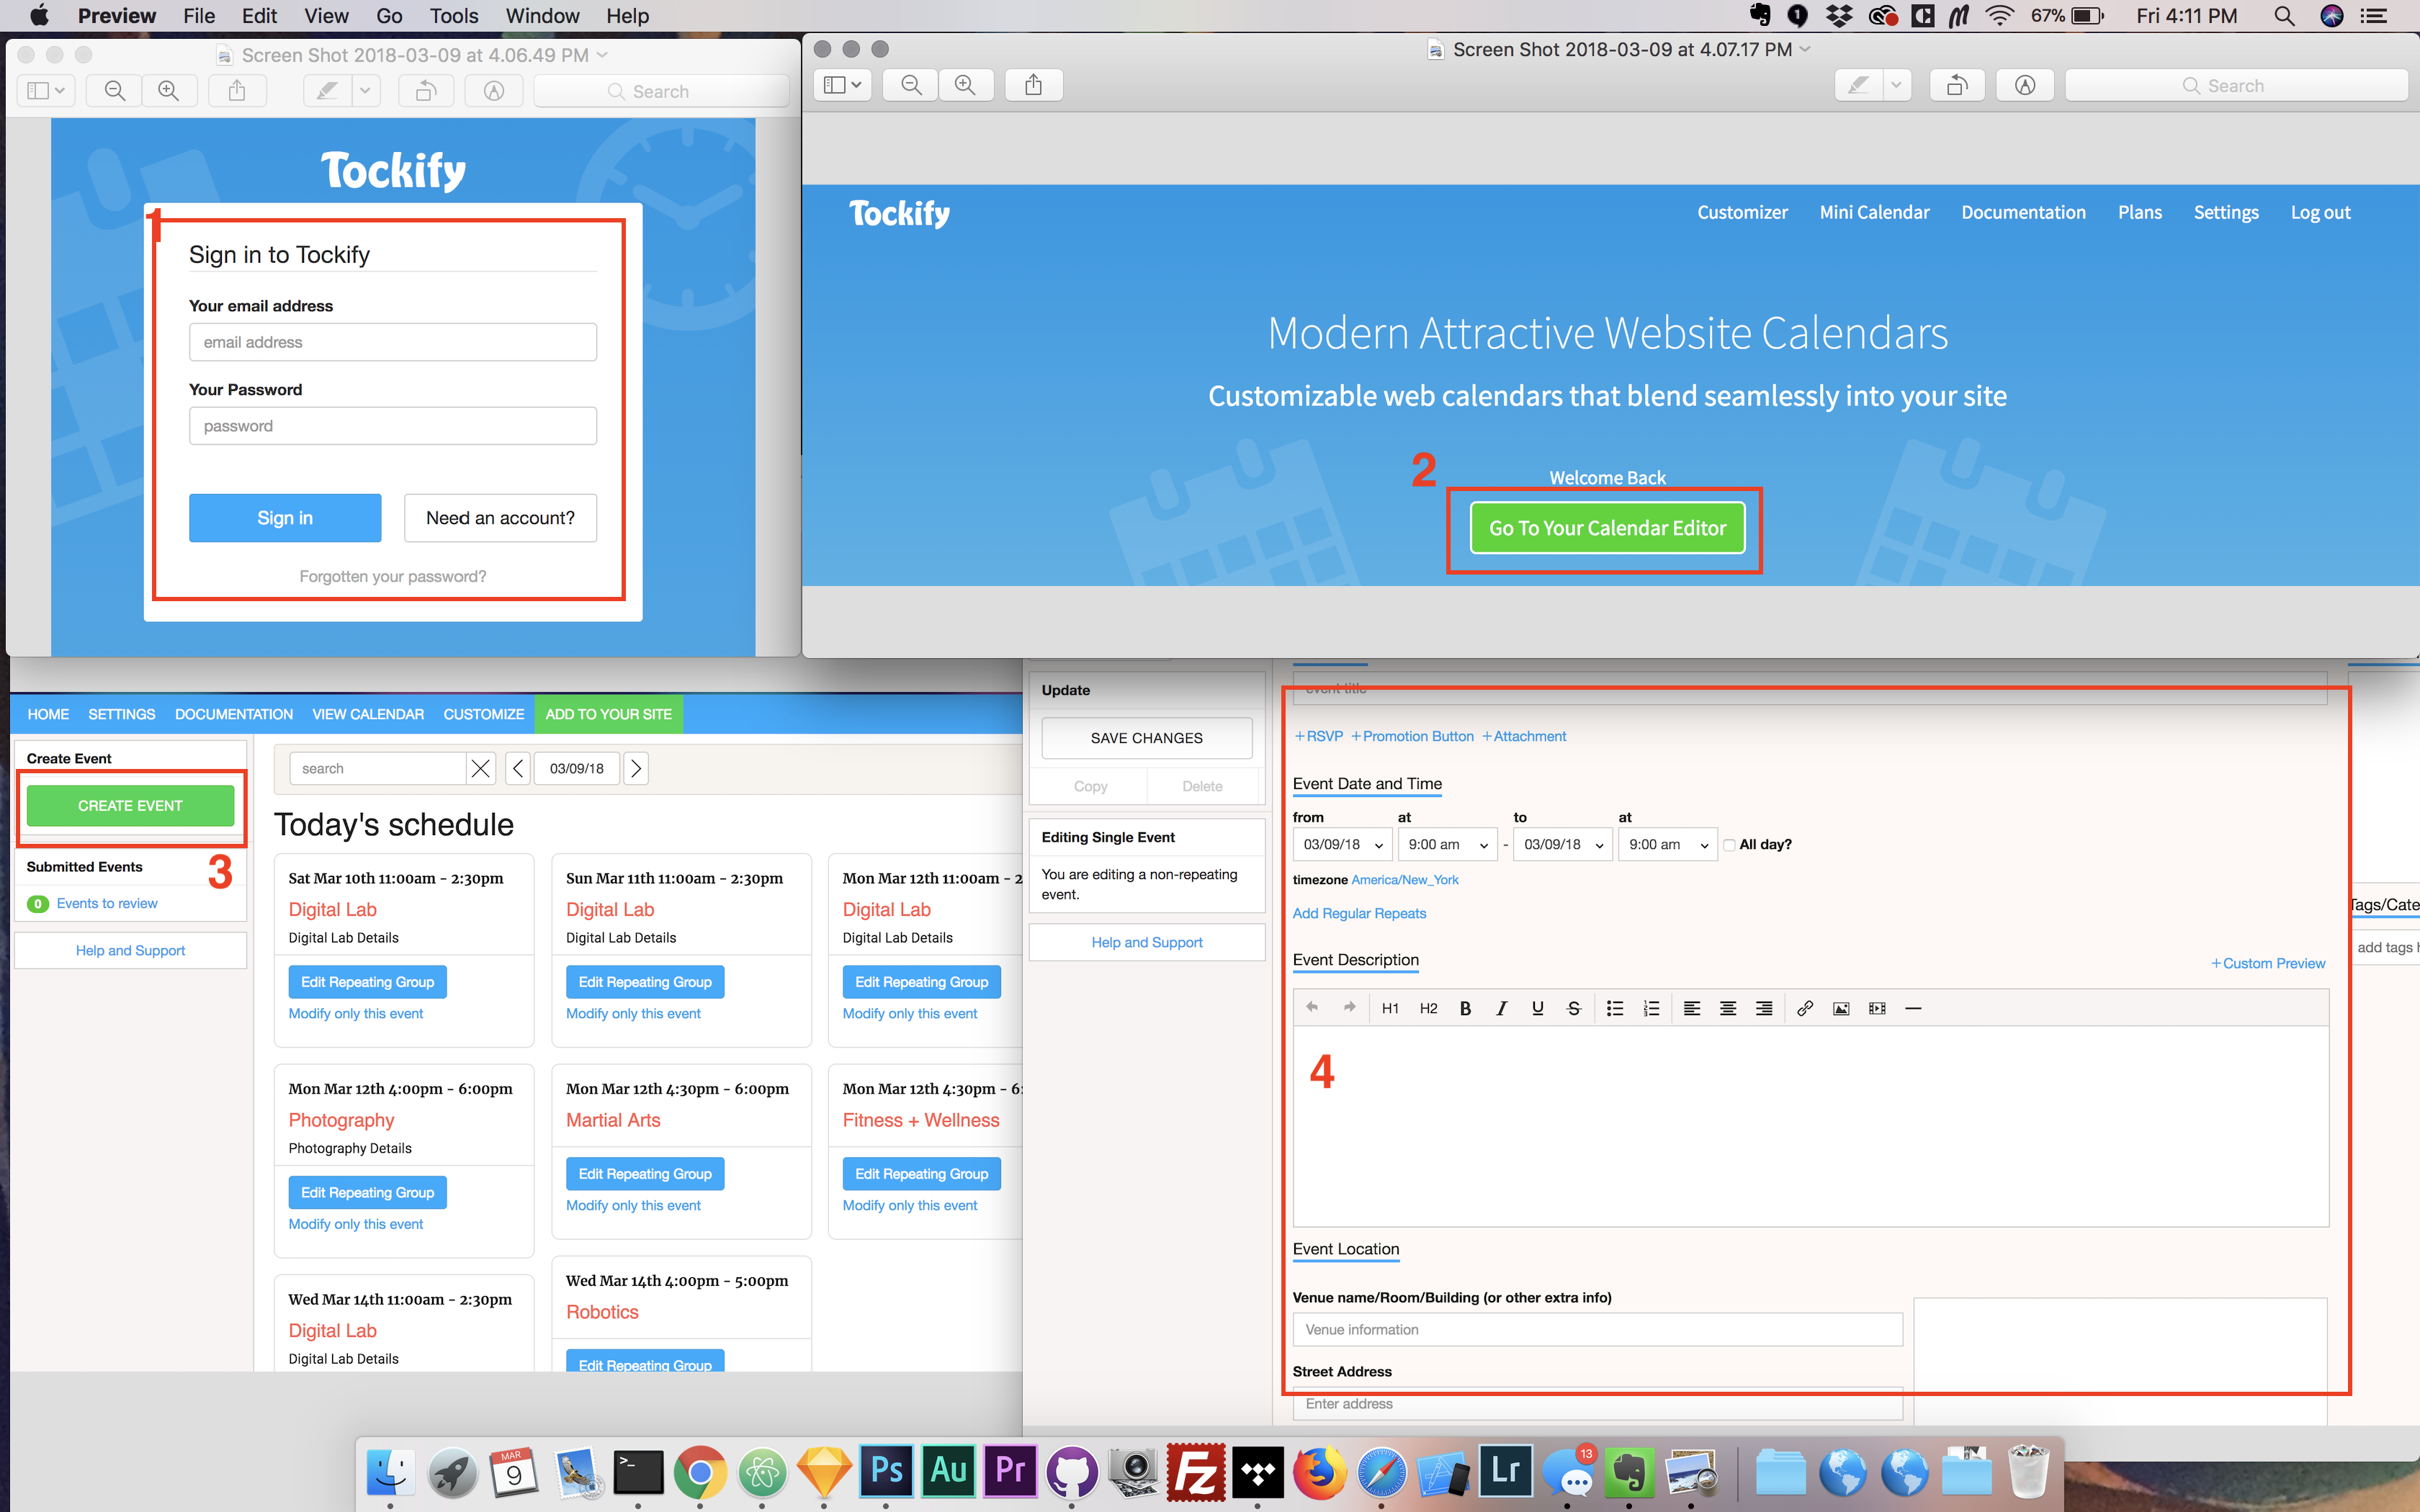 Preview File Edit View Go Tools Window Help
67% Fri 4:11 PM
Screen Shot 2018-03-09 at 4.06.49 PM
Search
Tockify
1
Sign in to Tockify
Your email address
email address
Your Password
password
Sign in Need an account?
Forgotten your password?
Screen Shot 2018-03-09 at 4.07.17 PM
Search
Tockify
Customizer Mini Calendar Documentation Plans Settings Log out
Modern Attractive Website Calendars
Customizable web calendars that blend seamlessly into your site
2
Welcome Back
Go To Your Calendar Editor
HOME SETTINGS DOCUMENTATION VIEW CALENDAR CUSTOMIZE ADD TO YOUR SITE
Create Event
CREATE EVENT
3
Submitted Events
0 Events to review
Help and Support
search 03/09/18
Today's schedule
Sat Mar 10th 11:00am - 2:30pm
Digital Lab
Digital Lab Details
Edit Repeating Group
Modify only this event
Sun Mar 11th 11:00am - 2:30pm
Digital Lab
Digital Lab Details
Edit Repeating Group
Modify only this event
Mon Mar 12th 11:00am - 2
Digital Lab
Digital Lab Details
Edit Repeating Group
Modify only this event
Mon Mar 12th 4:00pm - 6:00pm
Photography
Photography Details
Edit Repeating Group
Modify only this event
Mon Mar 12th 4:30pm - 6:00pm
Martial Arts
Edit Repeating Group
Modify only this event
Mon Mar 12th 4:30pm - 6:
Fitness + Wellness
Edit Repeating Group
Modify only this event
Wed Mar 14th 11:00am - 2:30pm
Digital Lab
Digital Lab Details
Wed Mar 14th 4:00pm - 5:00pm
Robotics
Edit Repeating Group
Update
SAVE CHANGES
Copy Delete
Editing Single Event
You are editing a non-repeating
event.
Help and Support
event title
+RSVP +Promotion Button +Attachment
Event Date and Time
from at to at
03/09/18 9:00 am - 03/09/18 9:00 am All day?
timezone America/New_York
Add Regular Repeats
Event Description
+Custom Preview
H1 H2 B I U S
4
Event Location
Venue name/Room/Building (or other extra info)
Venue information
Street Address
Enter address
Tags/Cate
add tags h
MAR
9
Ps Au Pr Fz Lr 13